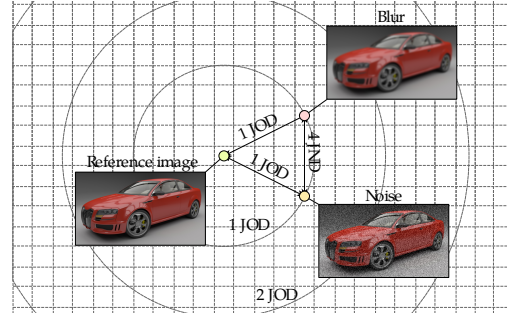 Blur
1 JOD
4 JND
Reference image
1 JOD
Noise
1 JOD
2 JOD